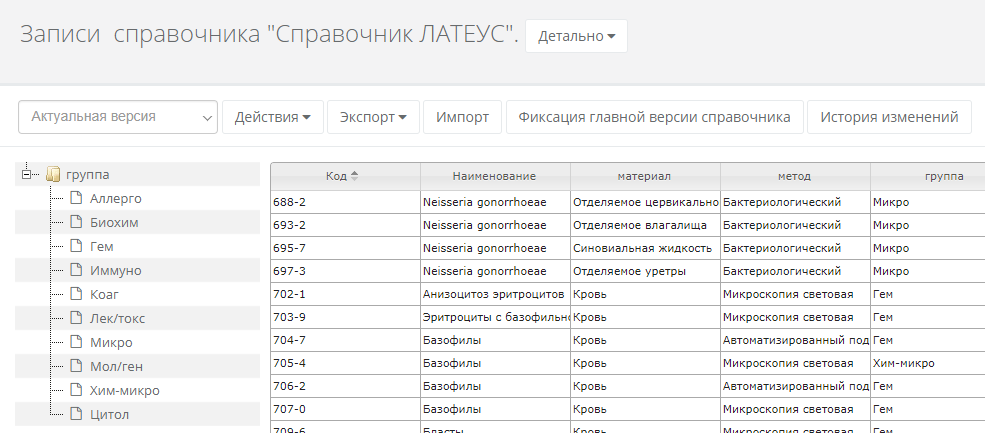 Записи справочника "Справочник ЛАТЕУС". Детально
Актуальная версия Действия Экспорт Импорт Фиксация главной версии справочника История изменений
группа
Аллерго
Биохим
Гем
Иммуно
Коаг
Лек/токс
Микро
Мол/ген
Хим-микро
Цитол
Код Наименование материал метод группа
688-2 Neisseria gonorrhoeae Отделяемое цервикально Бактериологический Микро
693-2 Neisseria gonorrhoeae Отделяемое влагалища Бактериологический Микро
695-7 Neisseria gonorrhoeae Синовиальная жидкость Бактериологический Микро
697-3 Neisseria gonorrhoeae Отделяемое уретры Бактериологический Микро
702-1 Анизоцитоз эритроцитов Кровь Микроскопия световая Гем
703-9 Эритроциты с базофильно Кровь Микроскопия световая Гем
704-7 Базофилы Кровь Автоматизированный под Гем
705-4 Базофилы Кровь Микроскопия световая Хим-микро
706-2 Базофилы Кровь Автоматизированный под Гем
707-0 Базофилы Кровь Микроскопия световая Гем
709-6 Бласты Кровь Микроскопия световая Гем